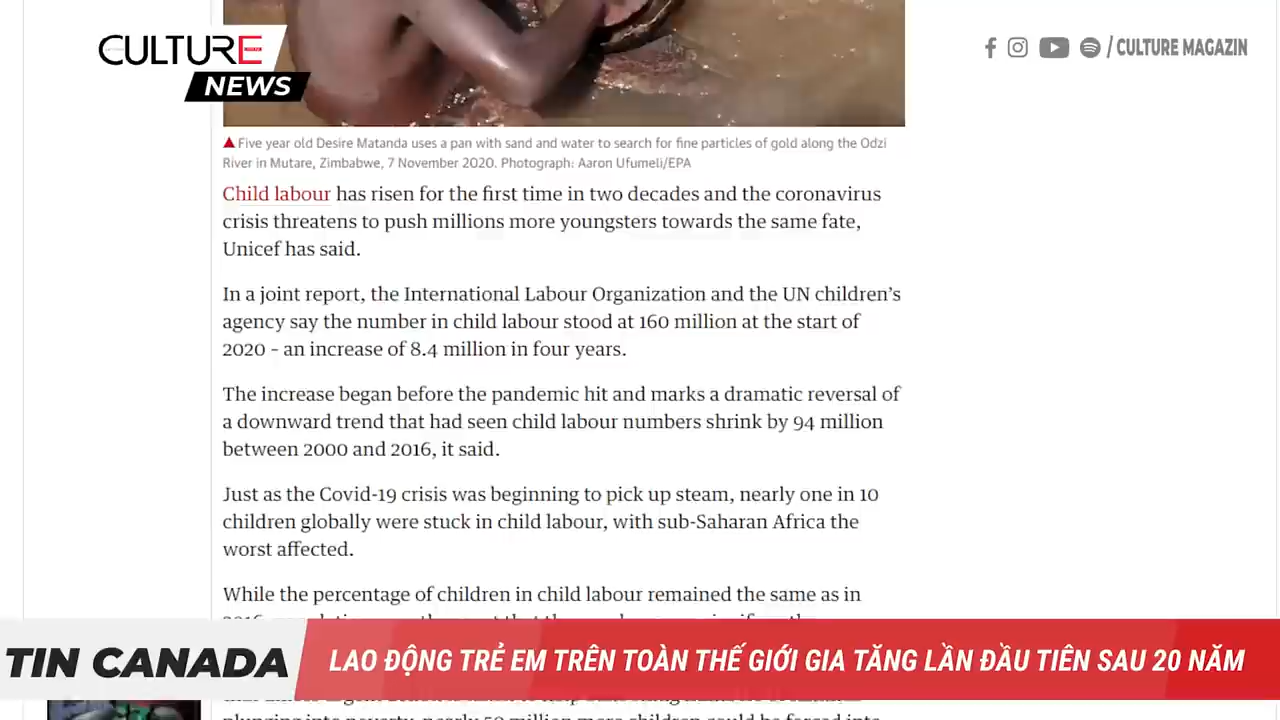 CULTURE
NEWS
/ CULTURE MAGAZIN
Five year old Desire Matanda uses a pan with sand and water to search for fine particles of gold along the Odzi
River in Mutare, Zimbabwe, 7 November 2020. Photograph: Aaron Ufumeli/EPA
Child labour has risen for the first time in two decades and the coronavirus
crisis threatens to push millions more youngsters towards the same fate,
Unicef has said.
In a joint report, the International Labour Organization and the UN children’s
agency say the number in child labour stood at 160 million at the start of
2020 – an increase of 8.4 million in four years.
The increase began before the pandemic hit and marks a dramatic reversal of
a downward trend that had seen child labour numbers shrink by 94 million
between 2000 and 2016, it said.
Just as the Covid-19 crisis was beginning to pick up steam, nearly one in 10
children globally were stuck in child labour, with sub-Saharan Africa the
worst affected.
While the percentage of children in child labour remained the same as in
TIN CANADA
LAO ĐỘNG TRẺ EM TRÊN TOÀN THẾ GIỚI GIA TĂNG LẦN ĐẦU TIÊN SAU 20 NĂM